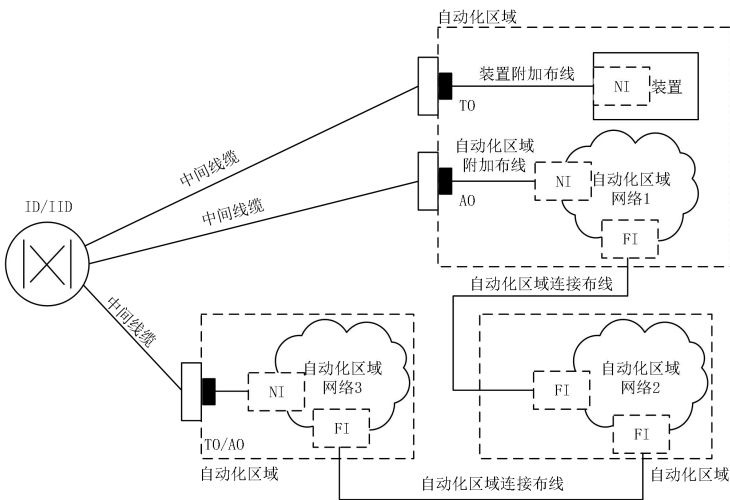 自动化区域
装置附加布线
NI
装置
TO
中间线缆
自动化区域
附加布线
NI
自动化区域
网络1
AO
中间线缆
FI
ID/IID
自动化区域连接布线
中间线缆
自动化区域
网络3
NI
FI
TO/AO
自动化区域
自动化区域
网络2
FI
FI
自动化区域连接布线
自动化区域